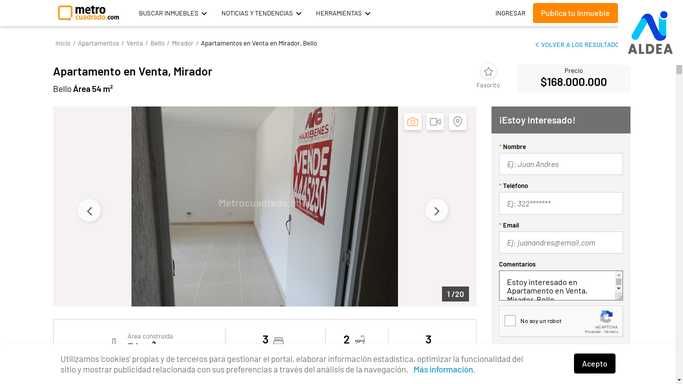 metro
cuadrado.com
BUSCAR INMUEBLES
NOTICIAS Y TENDENCIAS
HERRAMIENTAS
INGRESAR
Publica tu Inmueble
ALDEA
Inicio / Apartamentos / Venta / Bello / Mirador / Apartamentos en Venta en Mirador, Bello
< VOLVER A LOS RESULTADO
Apartamento en Venta, Mirador
Bello Área 54 m²
Favorito
Precio
$168.000.000
VENDE
4445230
Metrocuadrado.
1 /20
¡Estoy Interesado!
* Nombre
Ej: Juan Andres
* Teléfono
Ej: 322*******
* Email
Ej: juanandres@email.com
Comentarios
Estoy interesado en
Apartamento en Venta,
Mirador, Bello
No soy un robot
reCAPTCHA
Privacidad - Términos
Área construida
3
2
3
Utilizamos 'cookies' propias y de terceros para gestionar el portal, elaborar información estadística, optimizar la funcionalidad del
sitio y mostrar publicidad relacionada con sus preferencias a través del análisis de la navegación. Más información.
Acepto